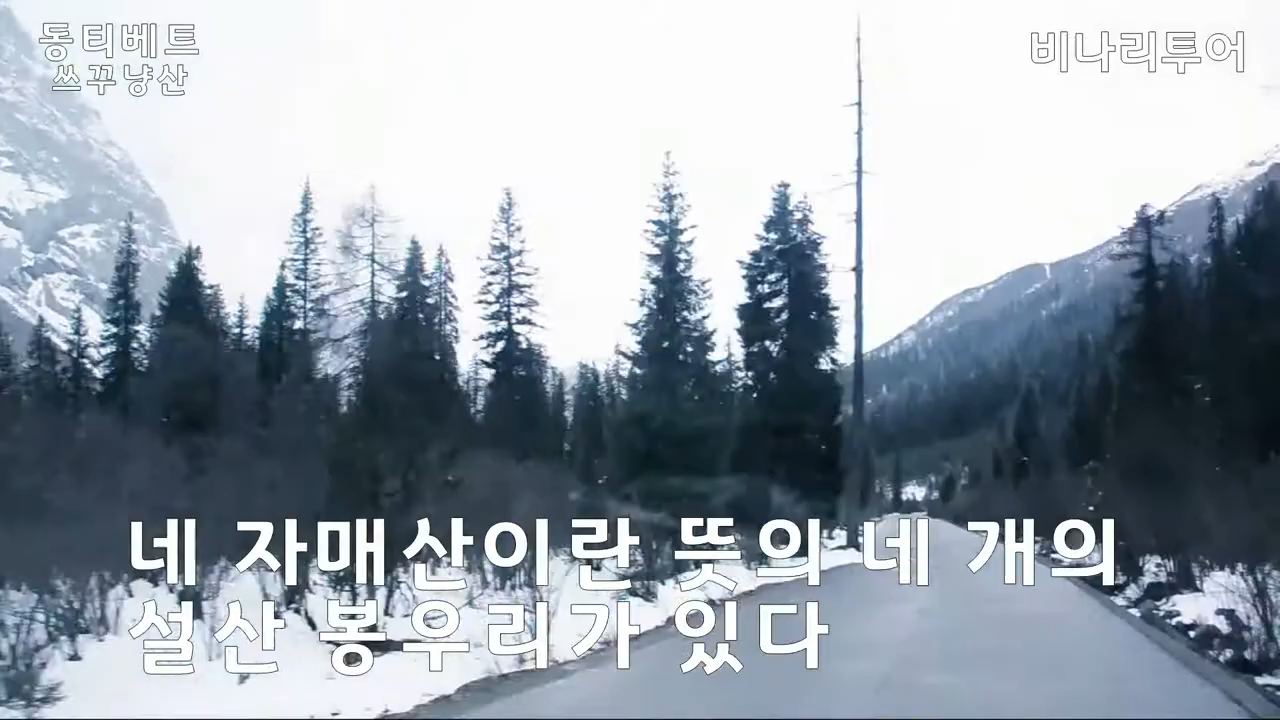 동티베트
쓰꾸냥산
비나리투어
네 자매산이란 뜻의 네 개의
설산 봉우리가 있다